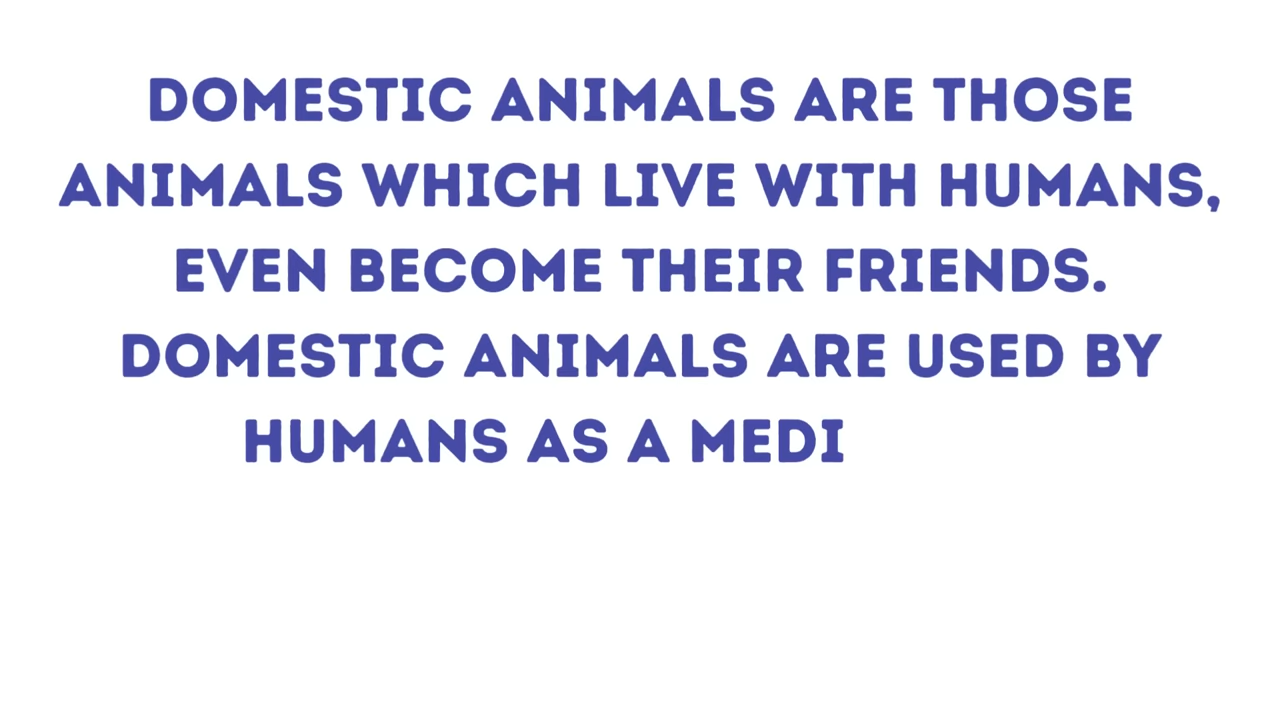 DOMESTIC ANIMALS ARE THOSE
ANIMALS WHICH LIVE WITH HUMANS,
EVEN BECOME THEIR FRIENDS.
DOMESTIC ANIMALS ARE USED BY
HUMANS AS A MEDI